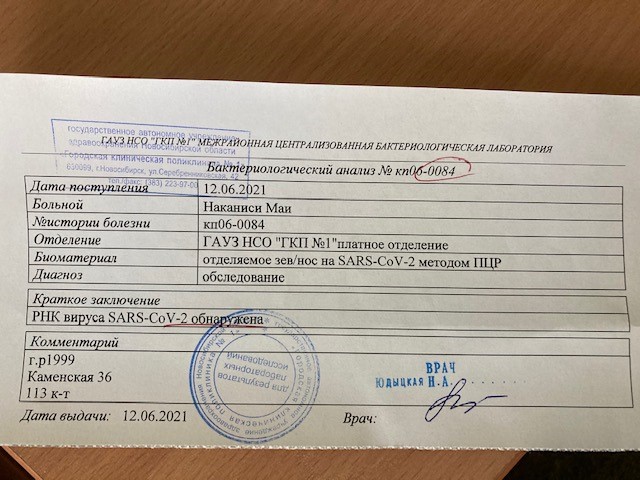 государственное автономное учреждение
здравоохранения Новосибирской области
«Городская клиническая поликлиника № 1»
630099, г.Новосибирск, ул.Серебренниковская, 42
тел./факс: (383) 223-97-00
ГАУЗ НСО "ГКП №1" МЕЖРАЙОННАЯ ЦЕНТРАЛИЗОВАННАЯ БАКТЕРИОЛОГИЧЕСКАЯ ЛАБОРАТОРИЯ
Бактериологический анализ № кп06-0084
Дата поступления 12.06.2021
Больной Наканиси Маи
№истории болезни кп06-0084
Отделение ГАУЗ НСО "ГКП №1"платное отделение
Биоматериал отделяемое зев/нос на SARS-CoV-2 методом ПЦР
Диагноз обследование
Краткое заключение
РНК вируса SARS-CoV-2 обнаружена
Комментарий
г.р1999
Каменская 36
113 к-т
для результатов
лабораторных
исследований
ВРАЧ
ЮДЫЦКАЯ Н.А.
Дата выдачи: 12.06.2021 Врач: